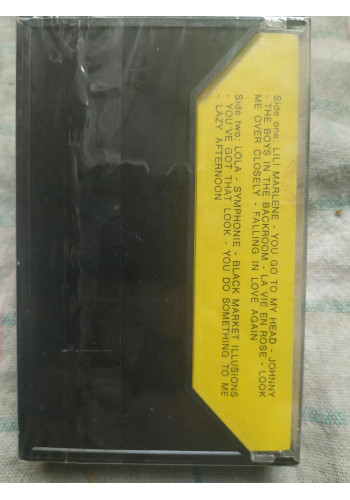 Side one: LILI MARLENE - YOU GO TO MY HEAD - JOHNNY
- THE BOYS IN THE BACKROOM - LA VIE EN ROSE - LOOK
ME OVER CLOSELY - FALLING IN LOVE AGAIN
Side two: LOLA - SYMPHONIE - BLACK MARKET ILLUSIONS
- YOU'VE GOT THAT LOOK - YOU DO SOMETHING TO ME
- LAZY AFTERNOON